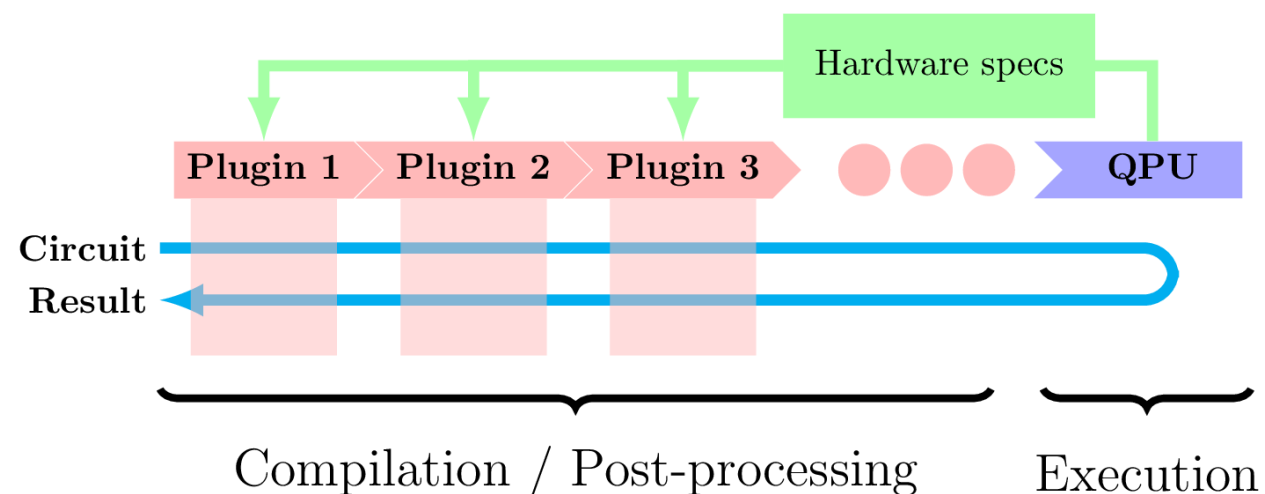 Hardware specs
Plugin 1 Plugin 2 Plugin 3 QPU
Circuit
Result
Compilation / Post-processing Execution